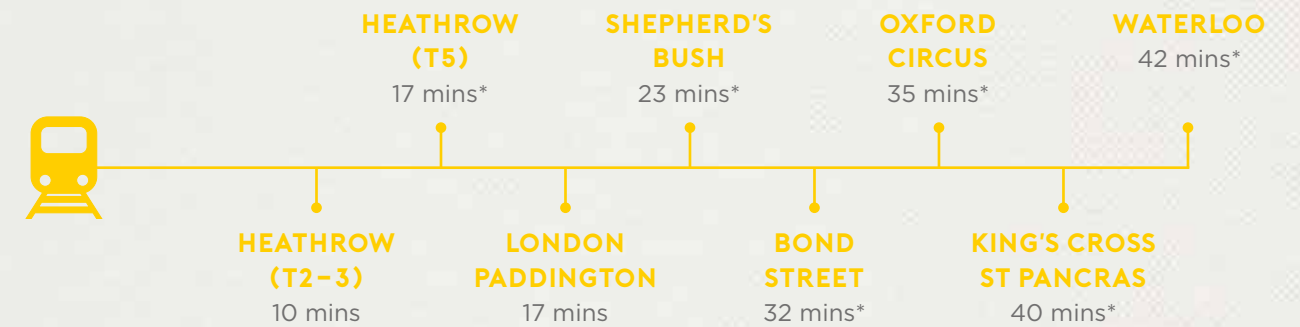 HEATHROW
(T5)
17 mins*
SHEPHERD'S
BUSH
23 mins*
OXFORD
CIRCUS
35 mins*
WATERLOO
42 mins*
HEATHROW
(T2–3)
10 mins
LONDON
PADDINGTON
17 mins
BOND
STREET
32 mins*
KING'S CROSS
ST PANCRAS
40 mins*